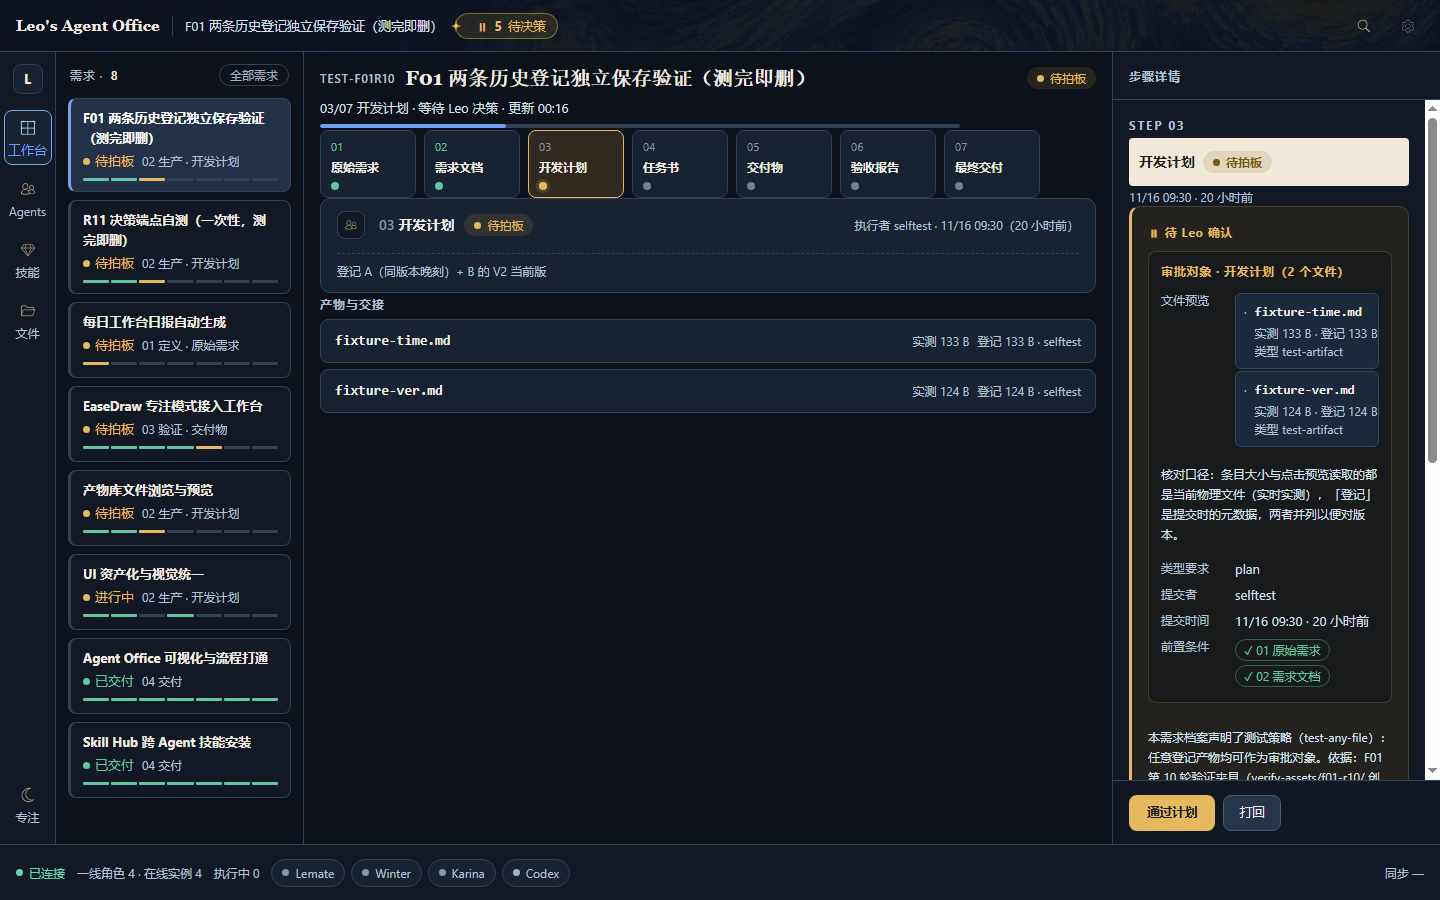 Leo's Agent Office
F01 两条历史登记独立保存验证（测完即删）
5 待决策
L
工作台
Agents
技能
文件
专注
需求 · 8
全部需求
F01 两条历史登记独立保存验证
（测完即删）
待拍板 02 生产 · 开发计划
R11 决策端点自测（一次性，测
完即删）
待拍板 02 生产 · 开发计划
每日工作台日报自动生成
待拍板 01 定义 · 原始需求
EaseDraw 专注模式接入工作台
待拍板 03 验证 · 交付物
产物库文件浏览与预览
待拍板 02 生产 · 开发计划
UI 资产化与视觉统一
进行中 02 生产 · 开发计划
Agent Office 可视化与流程打通
已交付 04 交付
Skill Hub 跨 Agent 技能安装
已交付 04 交付
TEST-F01R10 F01 两条历史登记独立保存验证（测完即删）
待拍板
03/07 开发计划 · 等待 Leo 决策 · 更新 00:16
01
原始需求
02
需求文档
03
开发计划
04
任务书
05
交付物
06
验收报告
07
最终交付
03 开发计划 待拍板
执行者 selftest · 11/16 09:30（20 小时前）
登记 A（同版本晚刻）+ B 的 V2 当前版
产物与交接
fixture-time.md
实测 133 B 登记 133 B · selftest
fixture-ver.md
实测 124 B 登记 124 B · selftest
步骤详情
STEP 03
开发计划 待拍板
11/16 09:30 · 20 小时前
待 Leo 确认
审批对象 · 开发计划（2 个文件）
文件预览
· fixture-time.md
实测 133 B · 登记 133 B
类型 test-artifact
· fixture-ver.md
实测 124 B · 登记 124 B
类型 test-artifact
核对口径：条目大小与点击预览读取的都
是当前物理文件（实时实测），「登记」
是提交时的元数据，两者并列以便对版
本。
类型要求 plan
提交者 selftest
提交时间 11/16 09:30 · 20 小时前
前置条件
✓ 01 原始需求
✓ 02 需求文档
本需求档案声明了测试策略（test-any-file）：
任意登记产物均可作为审批对象。依据：F01
第 10 轮验证夹具（verify-assets/f01-r10/ 创
通过计划
打回
已连接 一线角色 4 · 在线实例 4 执行中 0
Lemate
Winter
Karina
Codex
同步 —